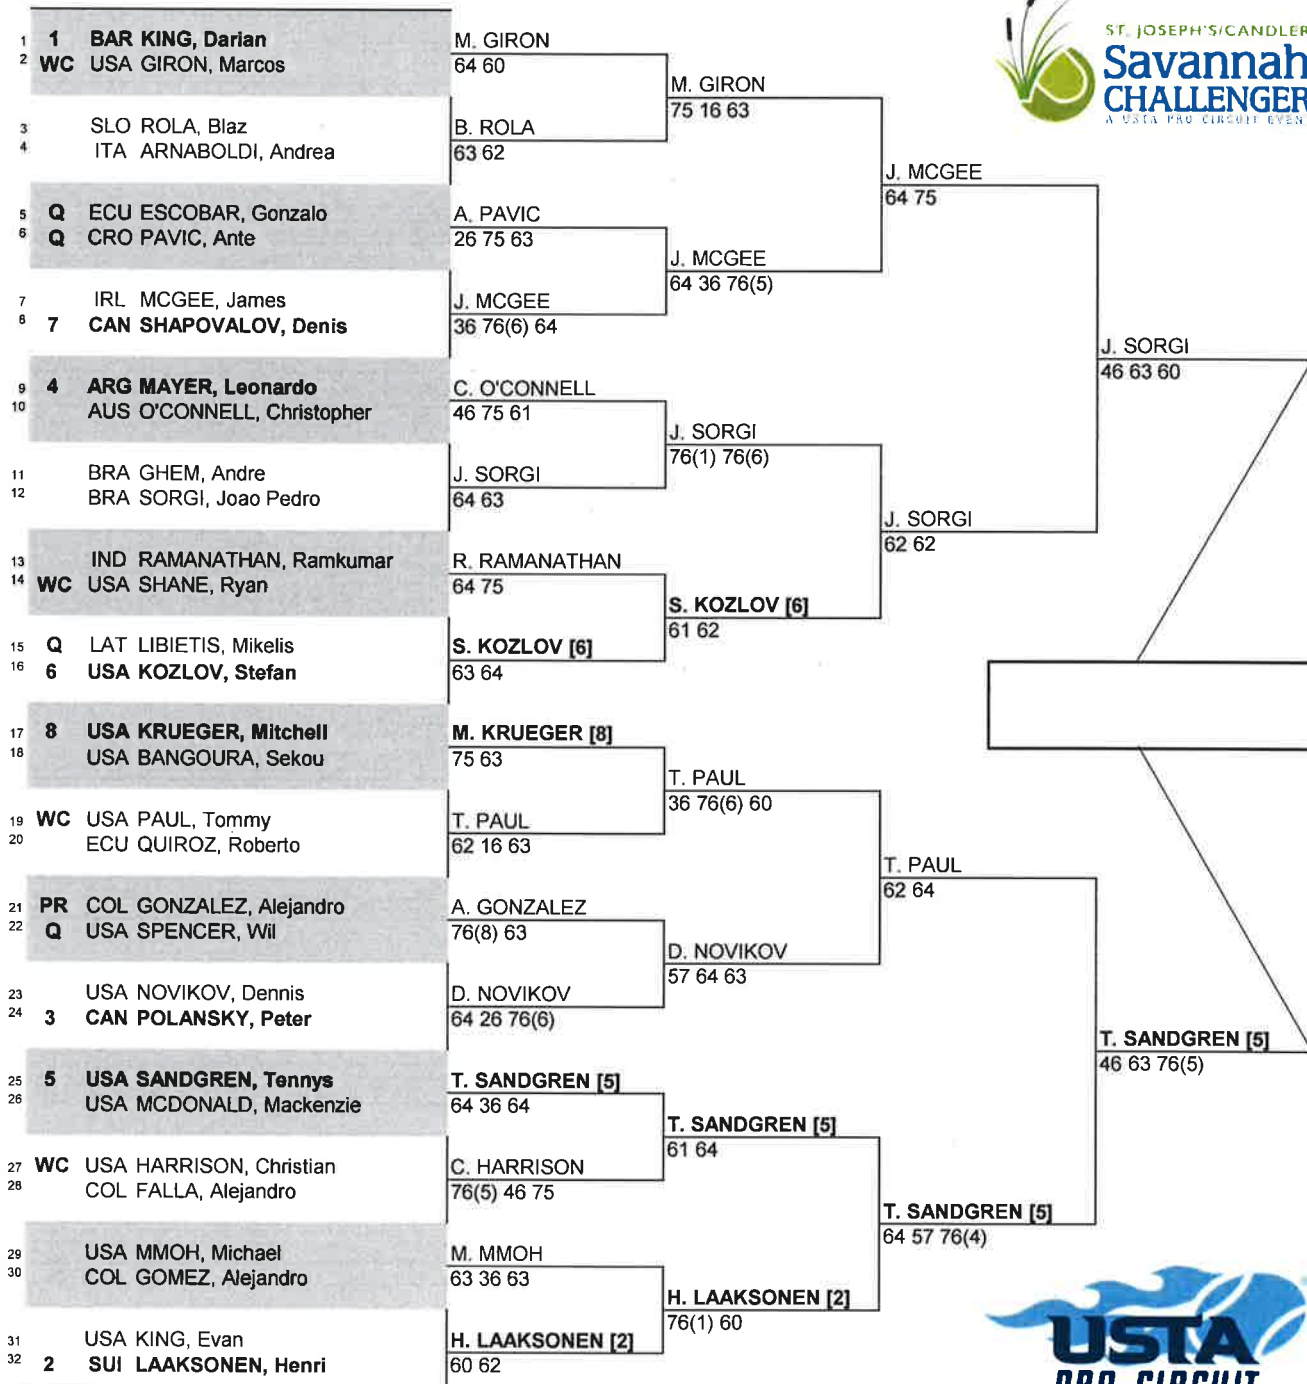 ST. JOSEPH'S/CANDLER
Savannah
CHALLENGER
A USTA PRO CIRCUIT EVENT
1 1 BAR KING, Darian
2 WC USA GIRON, Marcos
M. GIRON
64 60
3 SLO ROLA, Blaz
4 ITA ARNABOLDI, Andrea
B. ROLA
63 62
M. GIRON
75 16 63
5 Q ECU ESCOBAR, Gonzalo
6 Q CRO PAVIC, Ante
A. PAVIC
26 75 63
7 IRL MCGEE, James
8 7 CAN SHAPOVALOV, Denis
J. MCGEE
36 76(6) 64
J. MCGEE
64 36 76(5)
J. MCGEE
64 75
9 4 ARG MAYER, Leonardo
10 AUS O'CONNELL, Christopher
C. O'CONNELL
46 75 61
11 BRA GHEM, Andre
12 BRA SORGI, Joao Pedro
J. SORGI
64 63
J. SORGI
76(1) 76(6)
13 IND RAMANATHAN, Ramkumar
14 WC USA SHANE, Ryan
R. RAMANATHAN
64 75
15 Q LAT LIBIETIS, Mikelis
16 6 USA KOZLOV, Stefan
S. KOZLOV [6]
63 64
S. KOZLOV [6]
61 62
J. SORGI
62 62
J. SORGI
46 63 60
17 8 USA KRUEGER, Mitchell
18 USA BANGOURA, Sekou
M. KRUEGER [8]
75 63
19 WC USA PAUL, Tommy
20 ECU QUIROZ, Roberto
T. PAUL
62 16 63
T. PAUL
36 76(6) 60
21 PR COL GONZALEZ, Alejandro
22 Q USA SPENCER, Wil
A. GONZALEZ
76(8) 63
23 USA NOVIKOV, Dennis
24 3 CAN POLANSKY, Peter
D. NOVIKOV
64 26 76(6)
D. NOVIKOV
57 64 63
T. PAUL
62 64
25 5 USA SANDGREN, Tennys
26 USA MCDONALD, Mackenzie
T. SANDGREN [5]
64 36 64
27 WC USA HARRISON, Christian
28 COL FALLA, Alejandro
C. HARRISON
76(5) 46 75
T. SANDGREN [5]
61 64
29 USA MMOH, Michael
30 COL GOMEZ, Alejandro
M. MMOH
63 36 63
31 USA KING, Evan
32 2 SUI LAAKSONEN, Henri
H. LAAKSONEN [2]
60 62
H. LAAKSONEN [2]
76(1) 60
T. SANDGREN [5]
64 57 76(4)
T. SANDGREN [5]
46 63 76(5)
USTA
PRO CIRCUIT